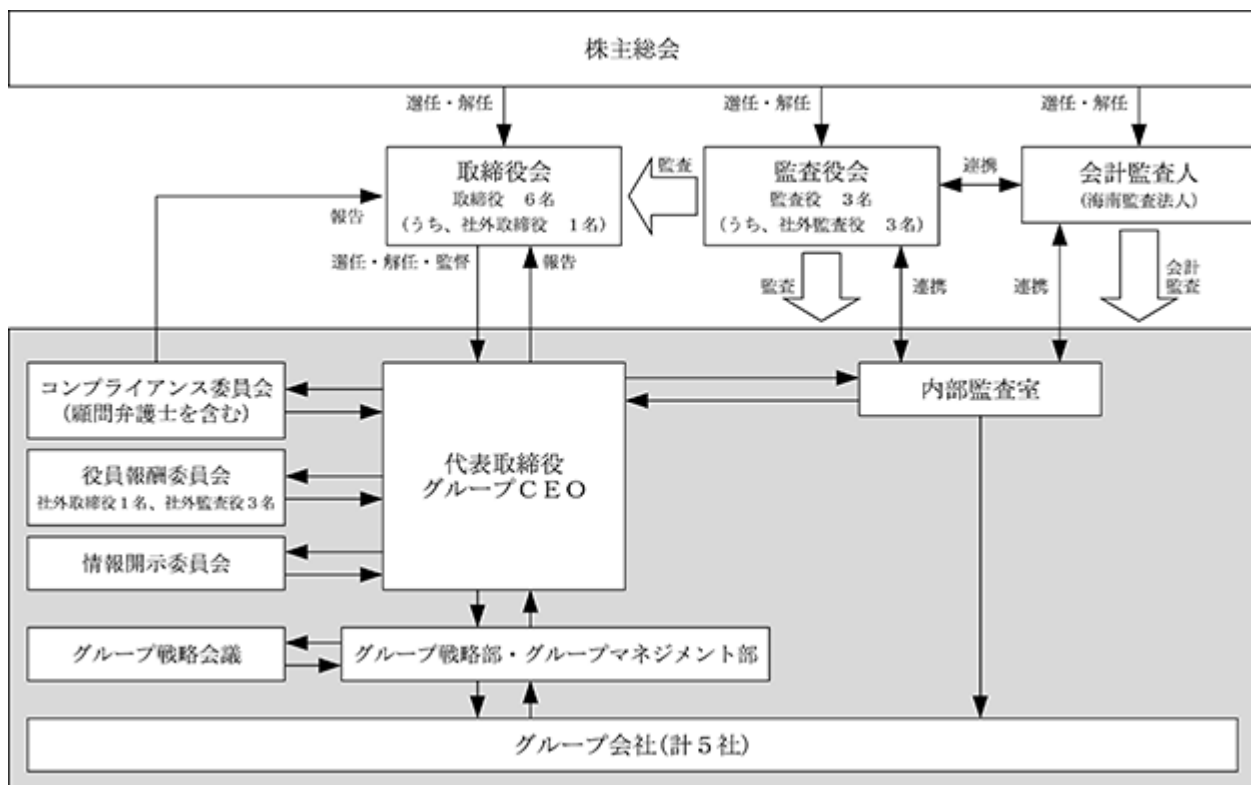 株主総会
選任・解任
選任・解任
選任・解任
取締役会
取締役 6名
(うち、社外取締役 1名)
監査
監査役会
監査役 3名
(うち、社外監査役 3名)
連携
会計監査人
(海南監査法人)
報告
選任・解任・監督
報告
監査
連携
連携
会計
監査
コンプライアンス委員会
(顧問弁護士を含む)
役員報酬委員会
社外取締役1名、社外監査役3名
情報開示委員会
代表取締役
グループCEO
内部監査室
グループ戦略会議
グループ戦略部・グループマネジメント部
グループ会社(計5社)